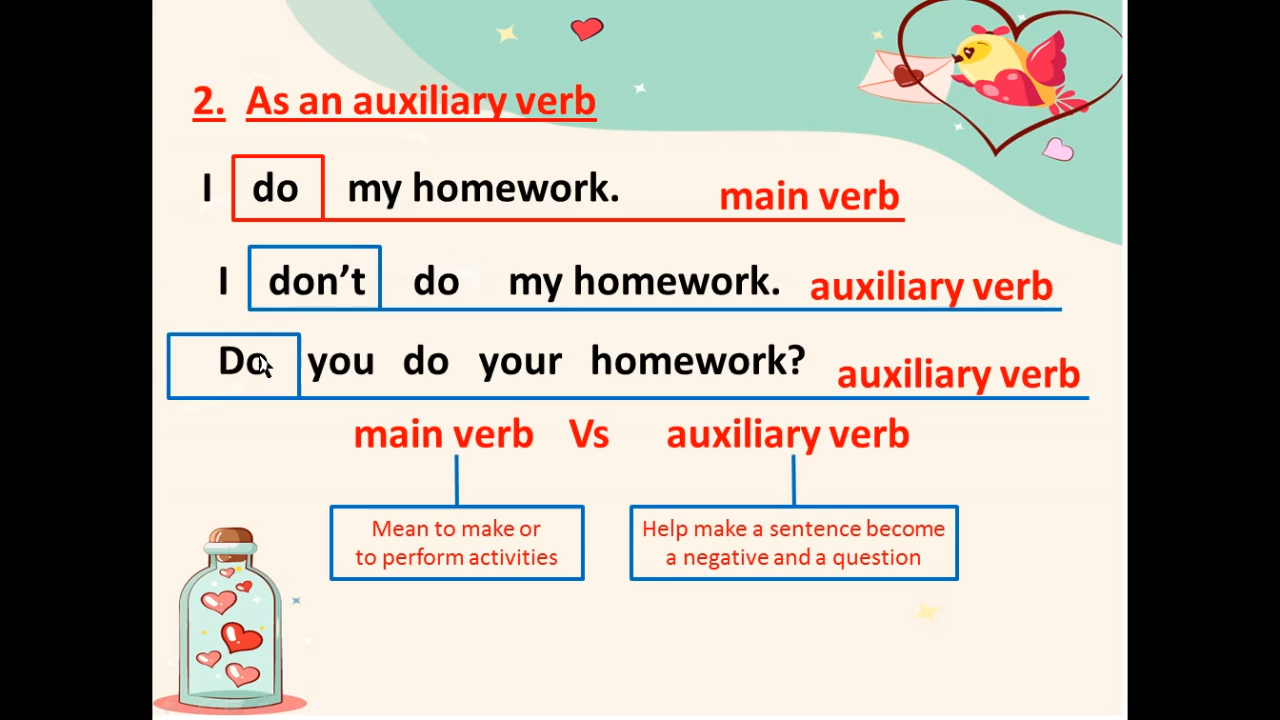 2. As an auxiliary verb
I do my homework. main verb
I don’t do my homework. auxiliary verb
Do you do your homework? auxiliary verb
main verb Vs auxiliary verb
Mean to make or
to perform activities
Help make a sentence become
a negative and a question